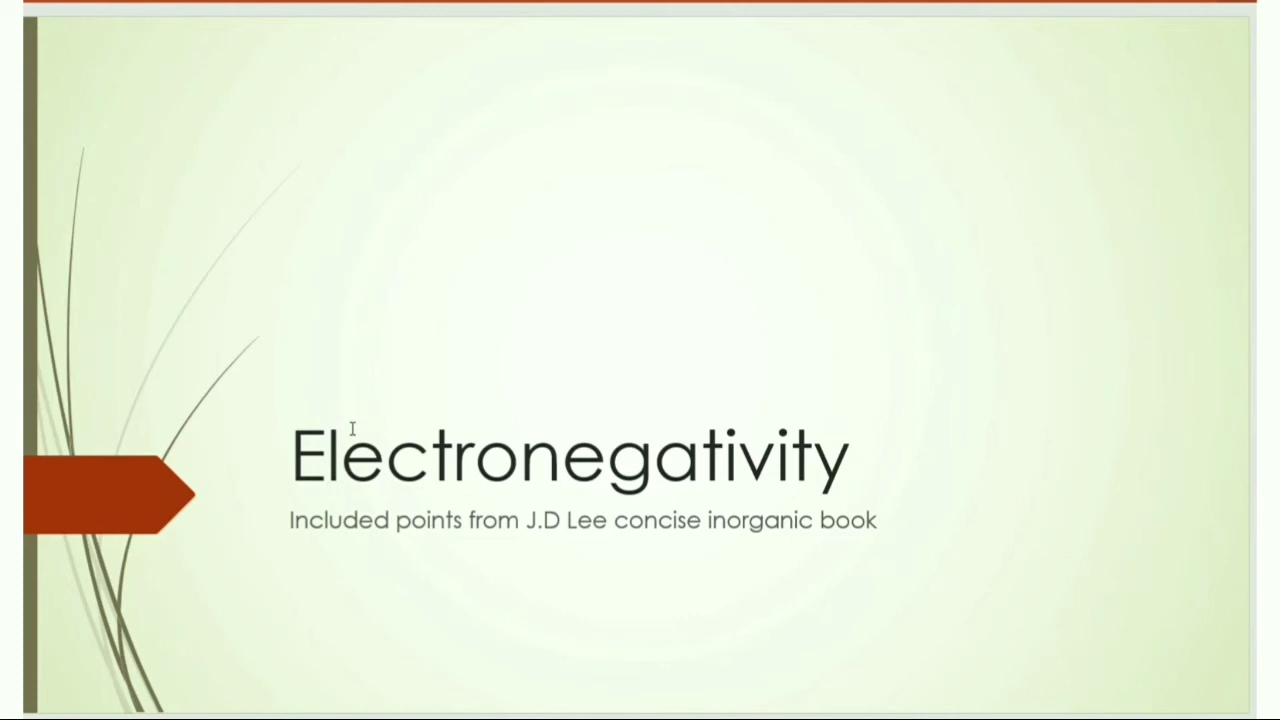 Electronegativity
Included points from J.D Lee concise inorganic book